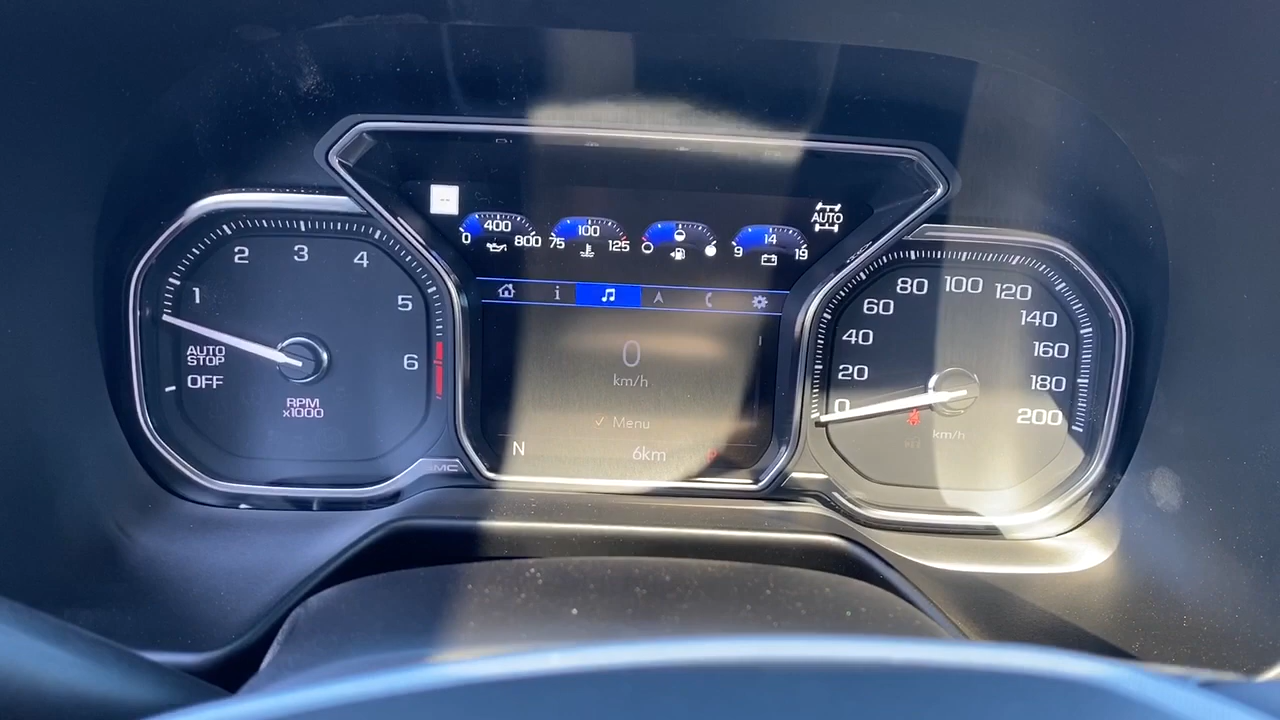 --
400
0 800
100
75 125
14
9 19
AUTO
i
1 2 3 4 5 6
AUTO
STOP
OFF
RPM
x1000
GMC
0
km/h
✓ Menu
N 6km
0 20 40 60 80 100 120 140 160 180 200
km/h